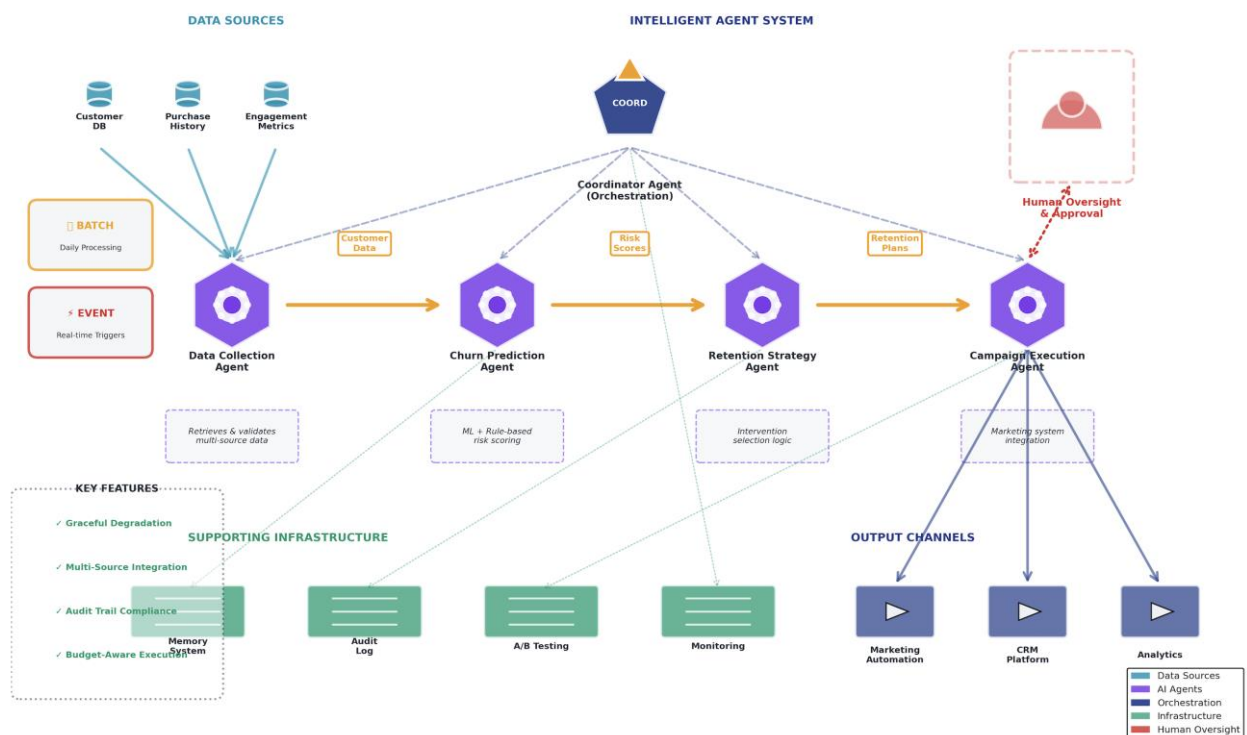 DATA SOURCES
INTELLIGENT AGENT SYSTEM
COORD
Customer
DB
Purchase
History
Engagement
Metrics
Coordinator Agent
(Orchestration)
Human Oversight
& Approval
BATCH
Daily Processing
⚡ EVENT
Real-time Triggers
Customer
Data
Risk
Scores
Retention
Plans
Data Collection
Agent
Churn Prediction
Agent
Retention Strategy
Agent
Campaign Execution
Agent
Retrieves & validates
multi-source data
ML + Rule-based
risk scoring
Intervention
selection logic
Marketing system
integration
KEY FEATURES
✓ Graceful Degradation
✓ Multi-Source Integration
✓ Audit Trail Compliance
✓ Budget-Aware Execution
SUPPORTING INFRASTRUCTURE
Memory
System
Audit
Log
A/B Testing
Monitoring
OUTPUT CHANNELS
Marketing
Automation
CRM
Platform
Analytics
Data Sources
AI Agents
Orchestration
Infrastructure
Human Oversight